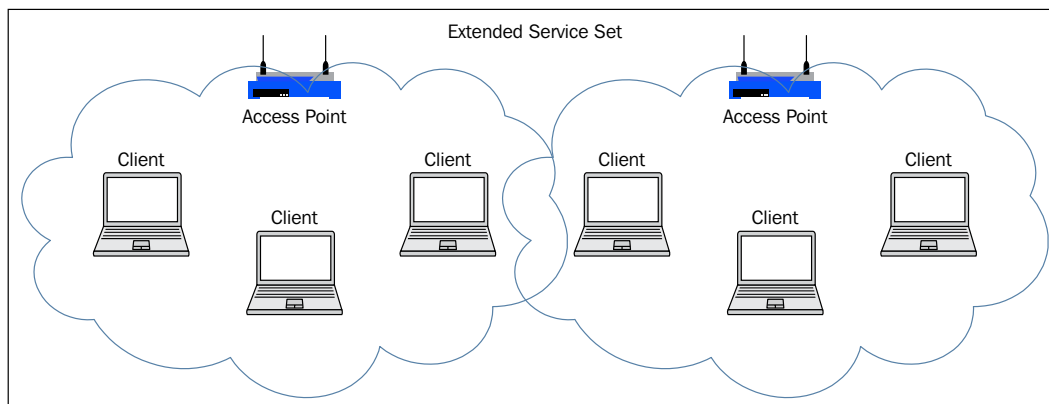 Extended Service Set
Access Point
Access Point
Client
Client
Client
Client
Client
Client